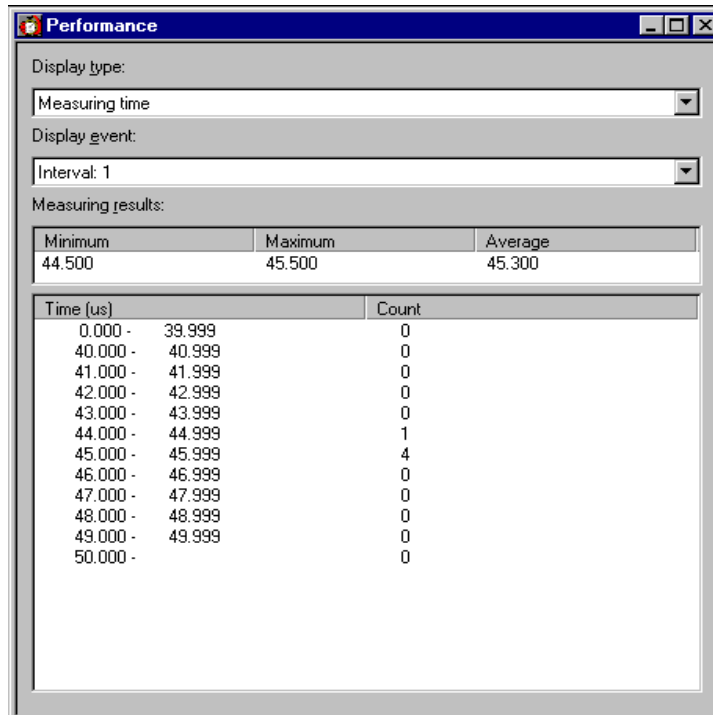 Performance
Display type:
Measuring time
Display event:
Interval: 1
Measuring results:
Minimum Maximum Average
44.500 45.500 45.300
Time (us) Count
0.000 - 39.999 0
40.000 - 40.999 0
41.000 - 41.999 0
42.000 - 42.999 0
43.000 - 43.999 0
44.000 - 44.999 1
45.000 - 45.999 4
46.000 - 46.999 0
47.000 - 47.999 0
48.000 - 48.999 0
49.000 - 49.999 0
50.000 - 0